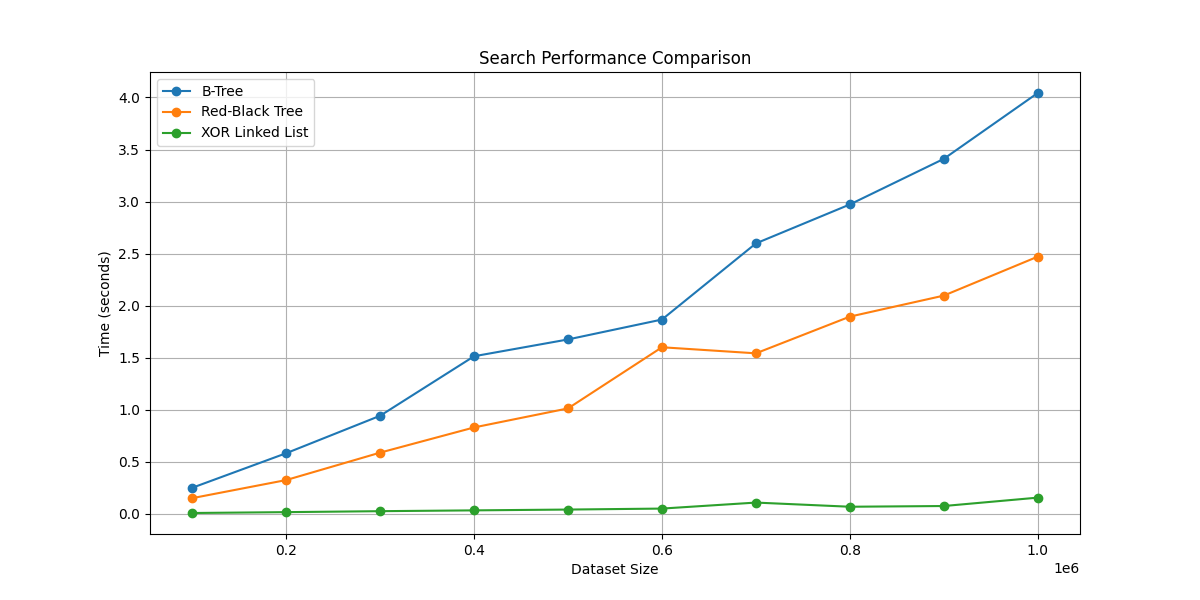 Search Performance Comparison
B-Tree
Red-Black Tree
XOR Linked List
Time (seconds)
4.0
3.5
3.0
2.5
2.0
1.5
1.0
0.5
0.0
0.2 0.4 0.6 0.8 1.0
1e6
Dataset Size